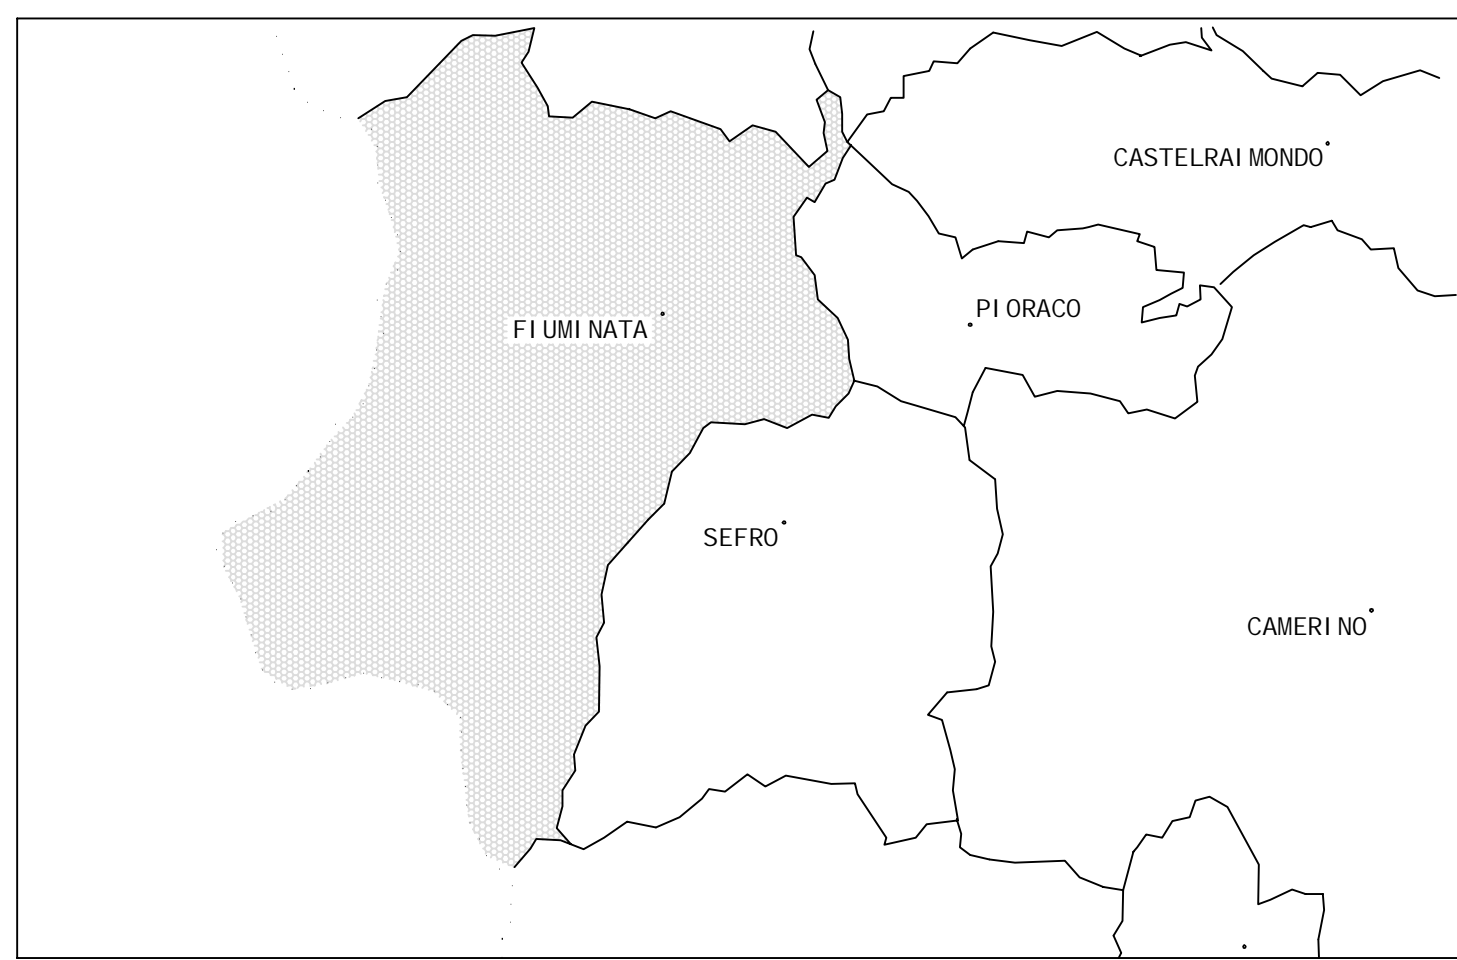 CASTELRAIMONDO
PIORACO
FIUMINATA
SEFRO
CAMERINO